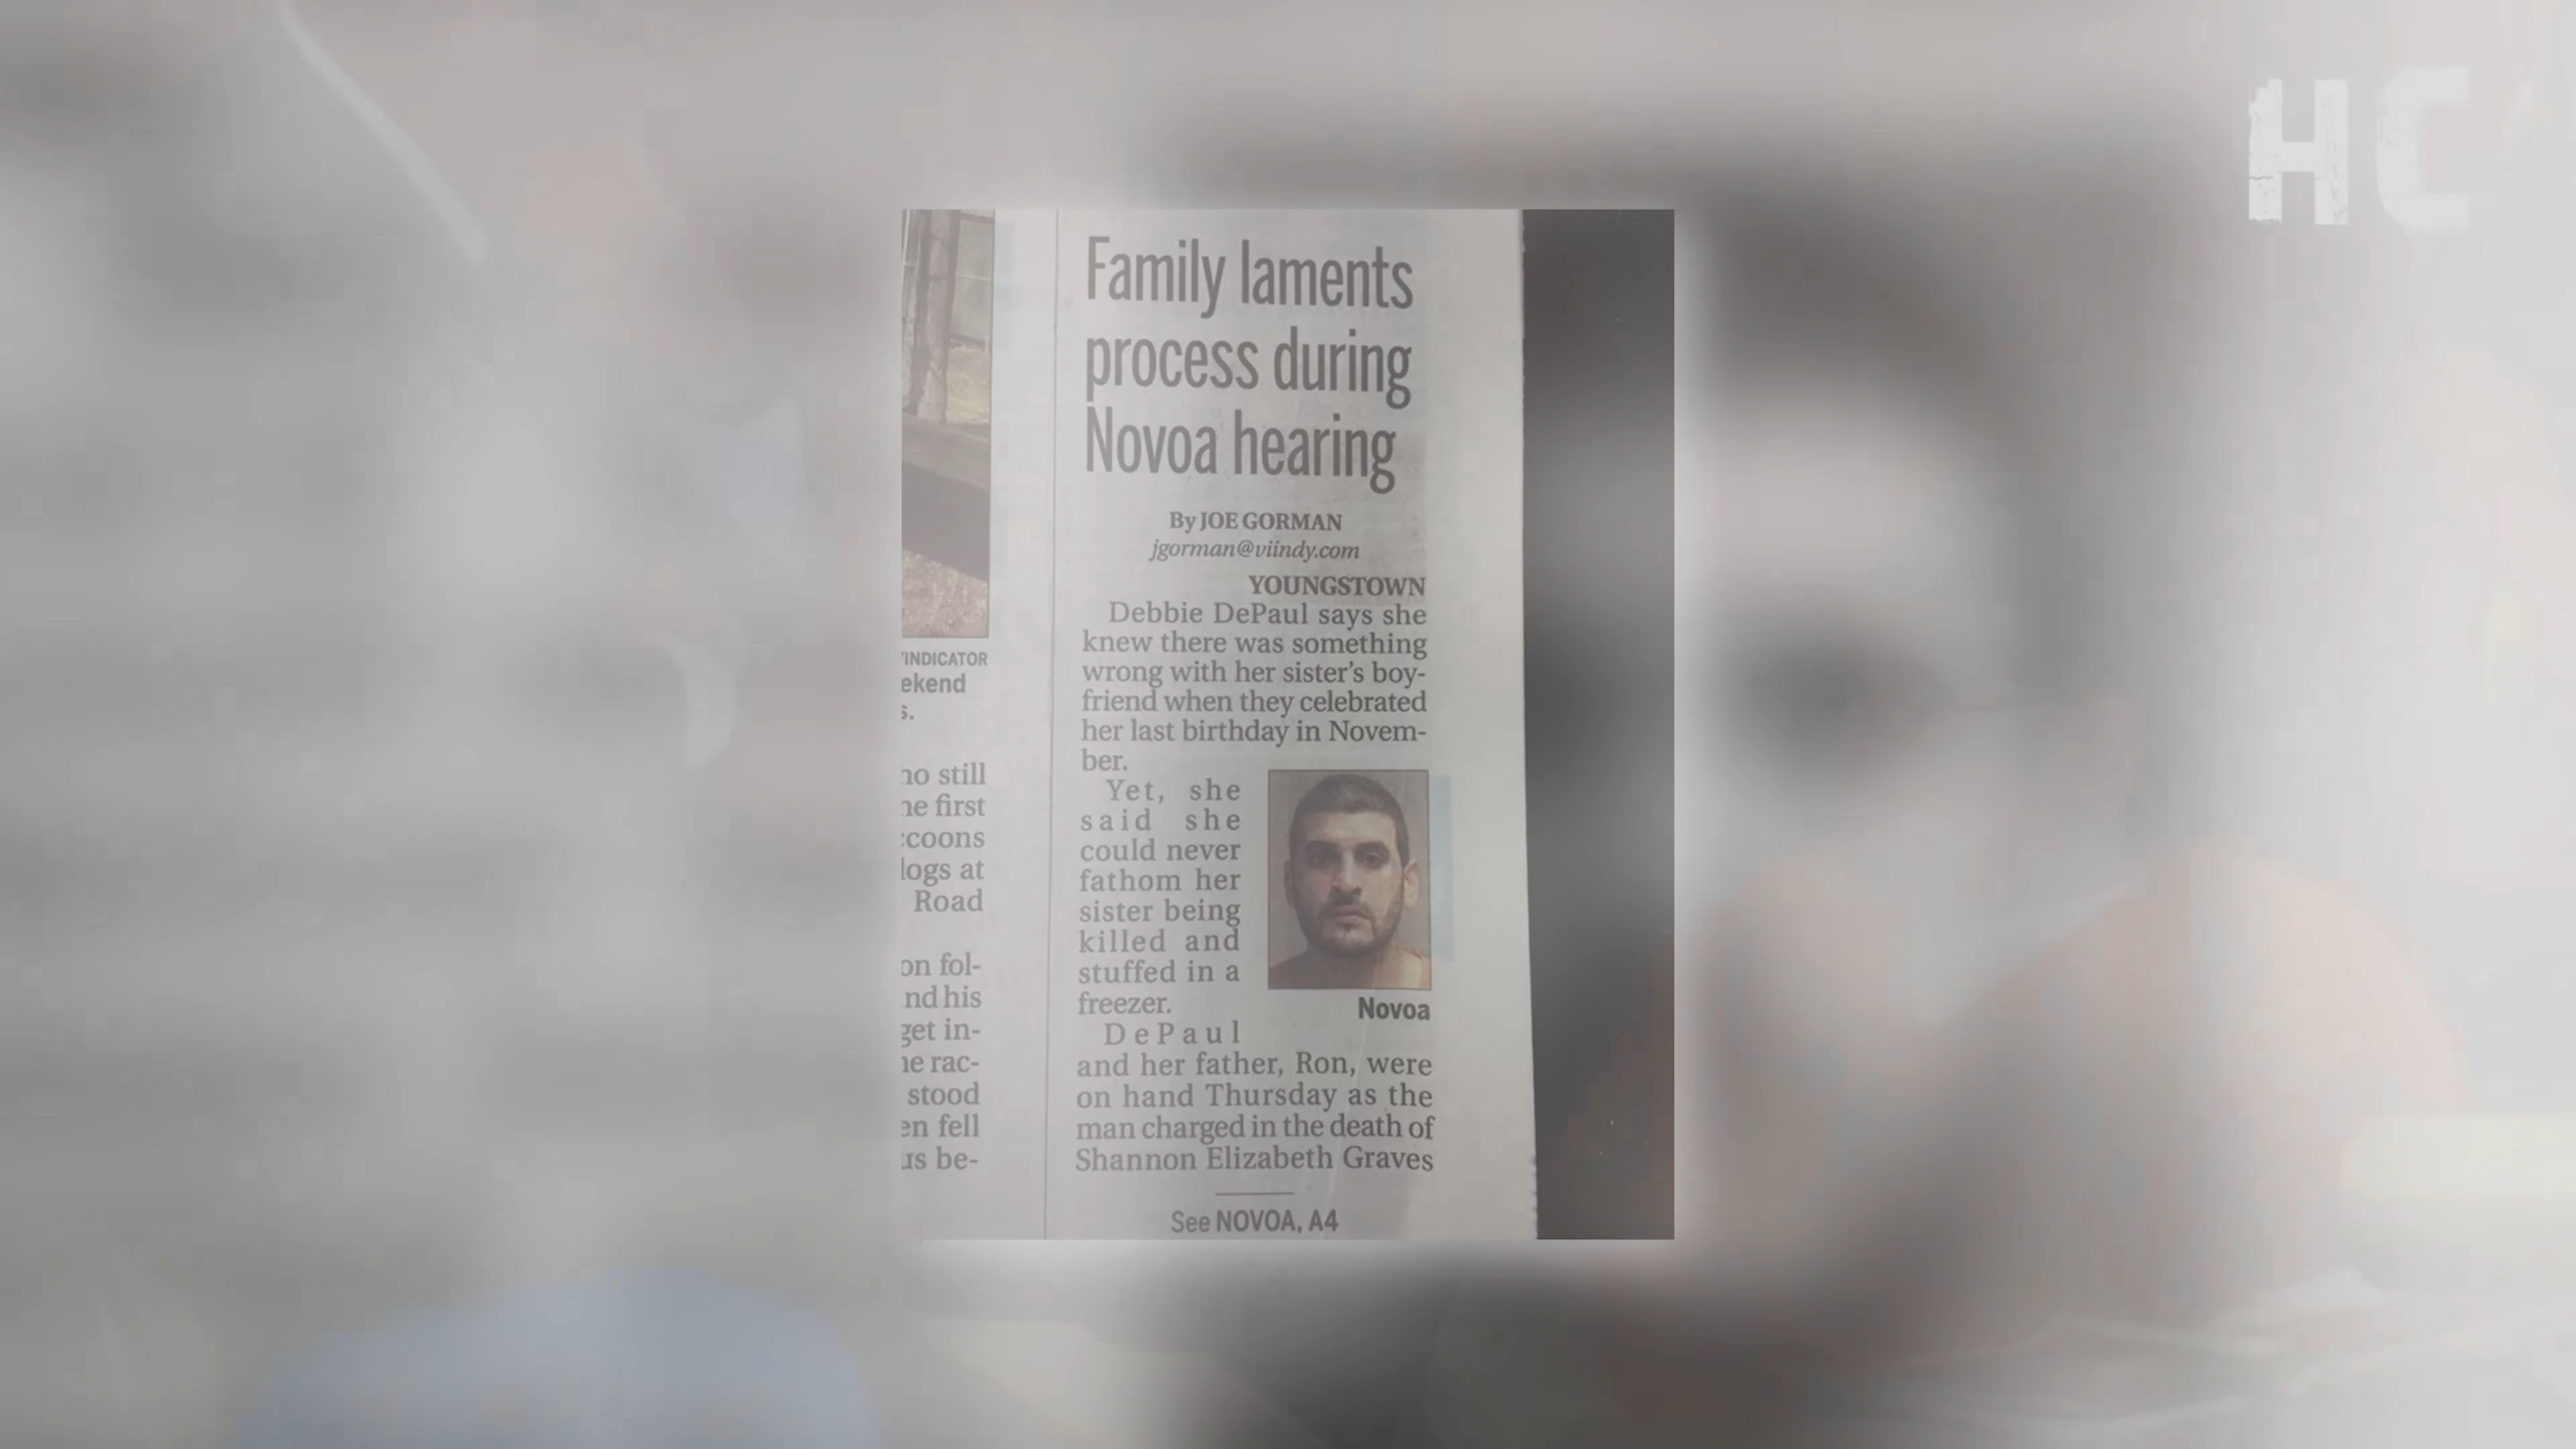 HC
Family laments
process during
Novoa hearing
By JOE GORMAN
jgorman@viindy.com
YOUNGSTOWN
Debbie DePaul says she
knew there was something
wrong with her sister's boy-
friend when they celebrated
her last birthday in Novem-
ber.
Yet, she
said she
could never
fathom her
sister being
killed and
stuffed in a
freezer.
Novoa
DePaul
and her father, Ron, were
on hand Thursday as the
man charged in the death of
Shannon Elizabeth Graves
See NOVOA, A4
INDICATOR
ekend
s.
ho still
he first
coons
logs at
Road
on fol-
nd his
get in-
he rac-
stood
en fell
us be-